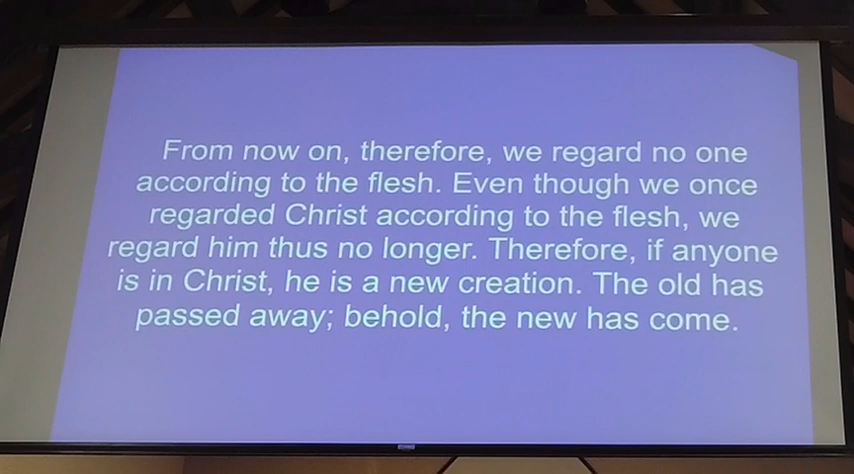 From now on, therefore, we regard no one
according to the flesh. Even though we once
regarded Christ according to the flesh, we
regard him thus no longer. Therefore, if anyone
is in Christ, he is a new creation. The old has
passed away; behold, the new has come.